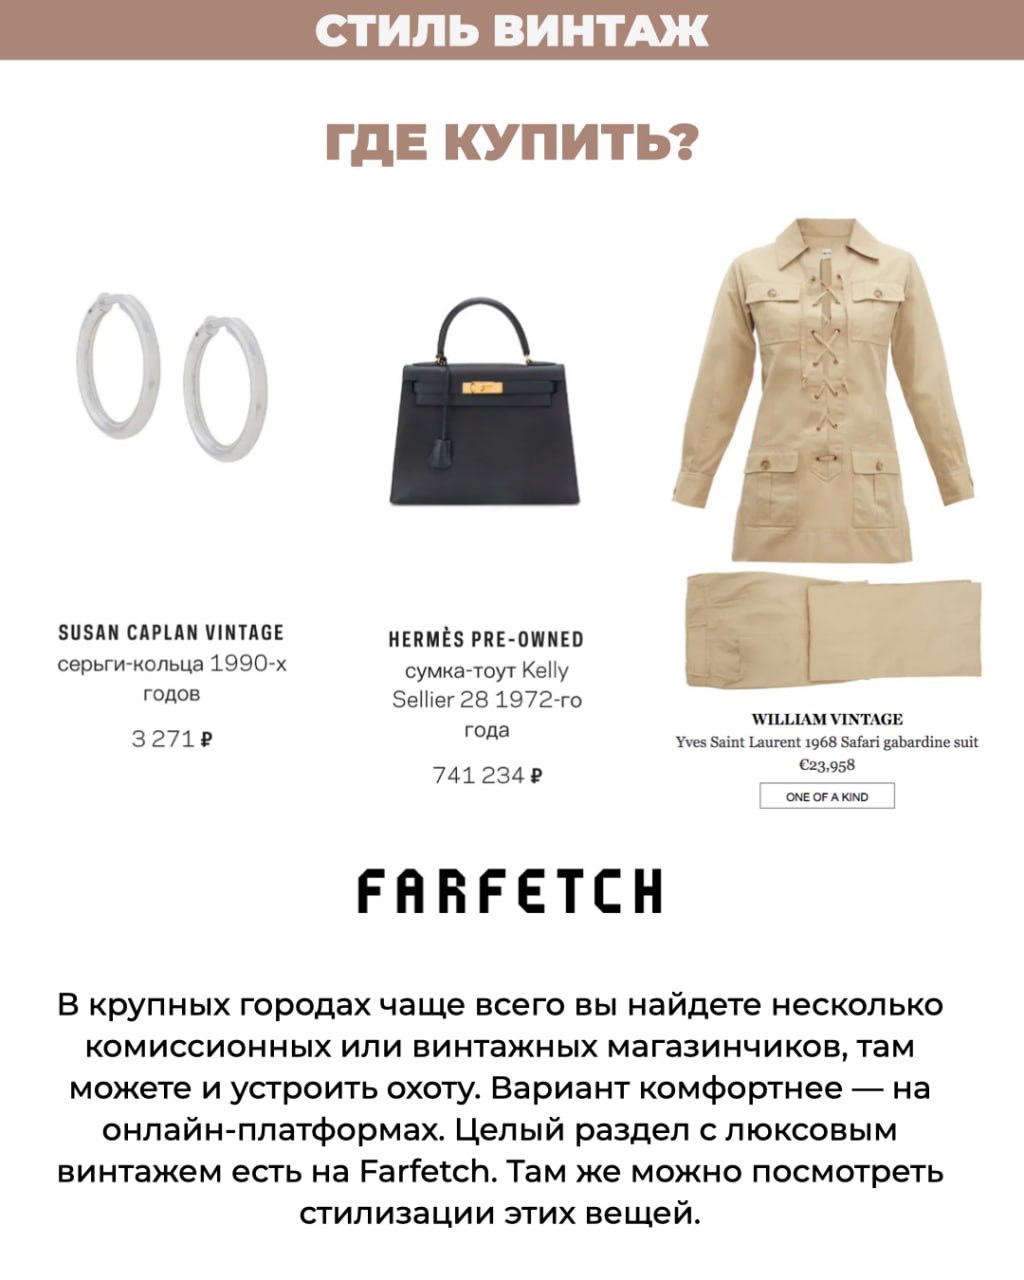 СТИЛЬ ВИНТАЖ
ГДЕ КУПИТЬ?
SUSAN CAPLAN VINTAGE
серьги-кольца 1990-х
годов
3 271 ₽
HERMÈS PRE-OWNED
сумка-тоут Kelly
Sellier 28 1972-го
года
741 234 ₽
WILLIAM VINTAGE
Yves Saint Laurent 1968 Safari gabardine suit
€23,958
ONE OF A KIND
FARFETCH
В крупных городах чаще всего вы найдете несколько
комиссионных или винтажных магазинчиков, там
можете и устроить охоту. Вариант комфортнее — на
онлайн-платформах. Целый раздел с люксовым
винтажем есть на Farfetch. Там же можно посмотреть
стилизации этих вещей.